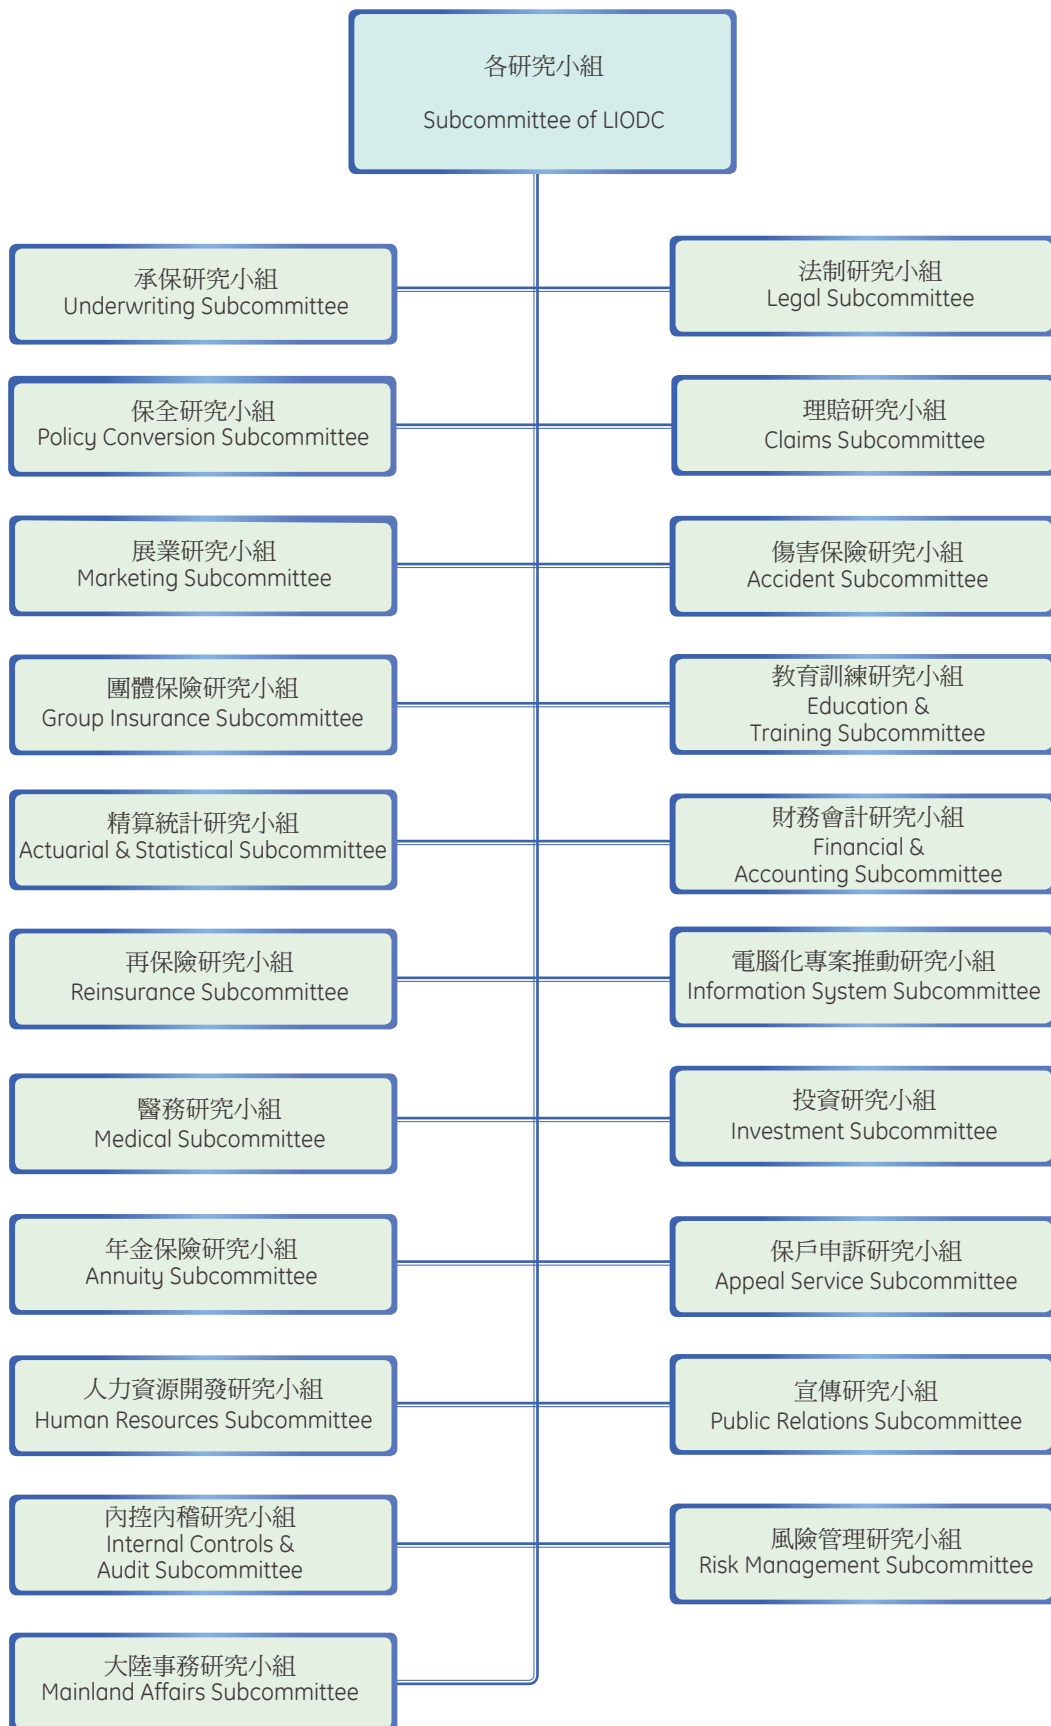 各研究小組
Subcommittee of LIODC
承保研究小組
Underwriting Subcommittee
法制研究小組
Legal Subcommittee
保全研究小組
Policy Conversion Subcommittee
理賠研究小組
Claims Subcommittee
展業研究小組
Marketing Subcommittee
傷害保險研究小組
Accident Subcommittee
團體保險研究小組
Group Insurance Subcommittee
教育訓練研究小組
Education &
Training Subcommittee
精算統計研究小組
Actuarial & Statistical Subcommittee
財務會計研究小組
Financial &
Accounting Subcommittee
再保險研究小組
Reinsurance Subcommittee
電腦化專案推動研究小組
Information System Subcommittee
醫務研究小組
Medical Subcommittee
投資研究小組
Investment Subcommittee
年金保險研究小組
Annuity Subcommittee
保戶申訴研究小組
Appeal Service Subcommittee
人力資源開發研究小組
Human Resources Subcommittee
宣傳研究小組
Public Relations Subcommittee
內控內稽研究小組
Internal Controls &
Audit Subcommittee
風險管理研究小組
Risk Management Subcommittee
大陸事務研究小組
Mainland Affairs Subcommittee